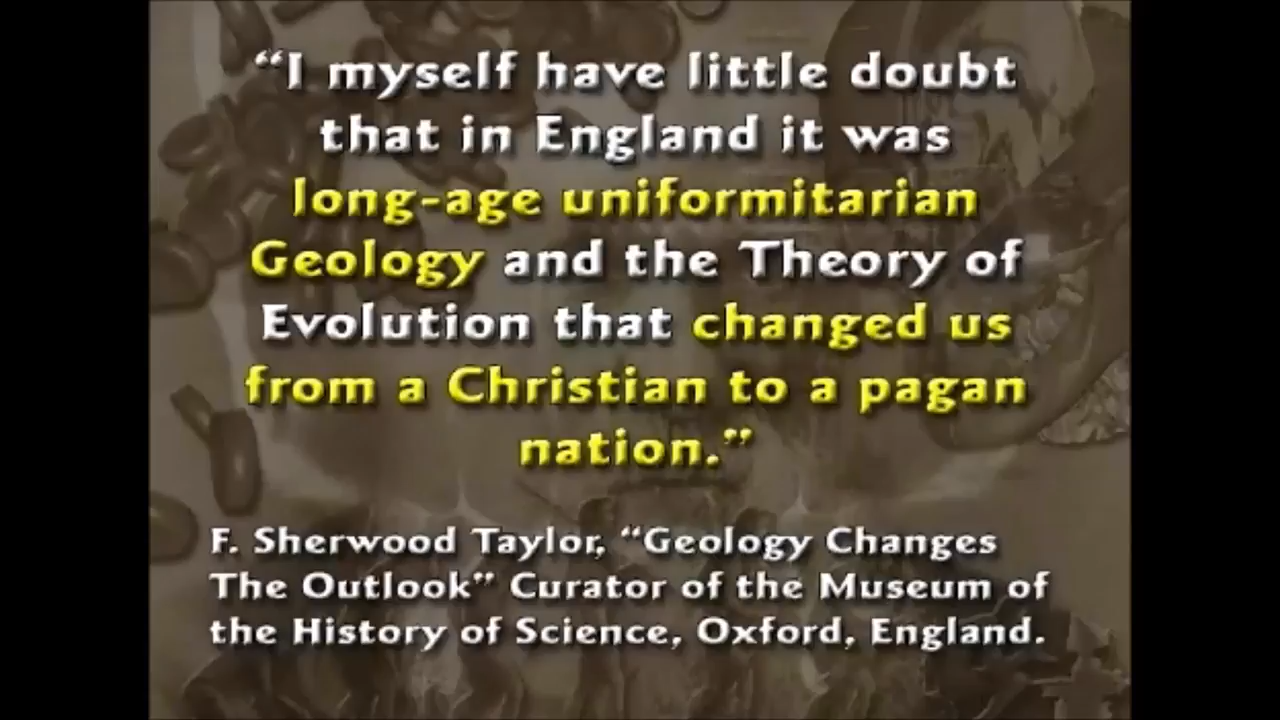 “I myself have little doubt
that in England it was
long-age uniformitarian
Geology and the Theory of
Evolution that changed us
from a Christian to a pagan
nation.”
F. Sherwood Taylor, “Geology Changes
The Outlook” Curator of the Museum of
the History of Science, Oxford, England.